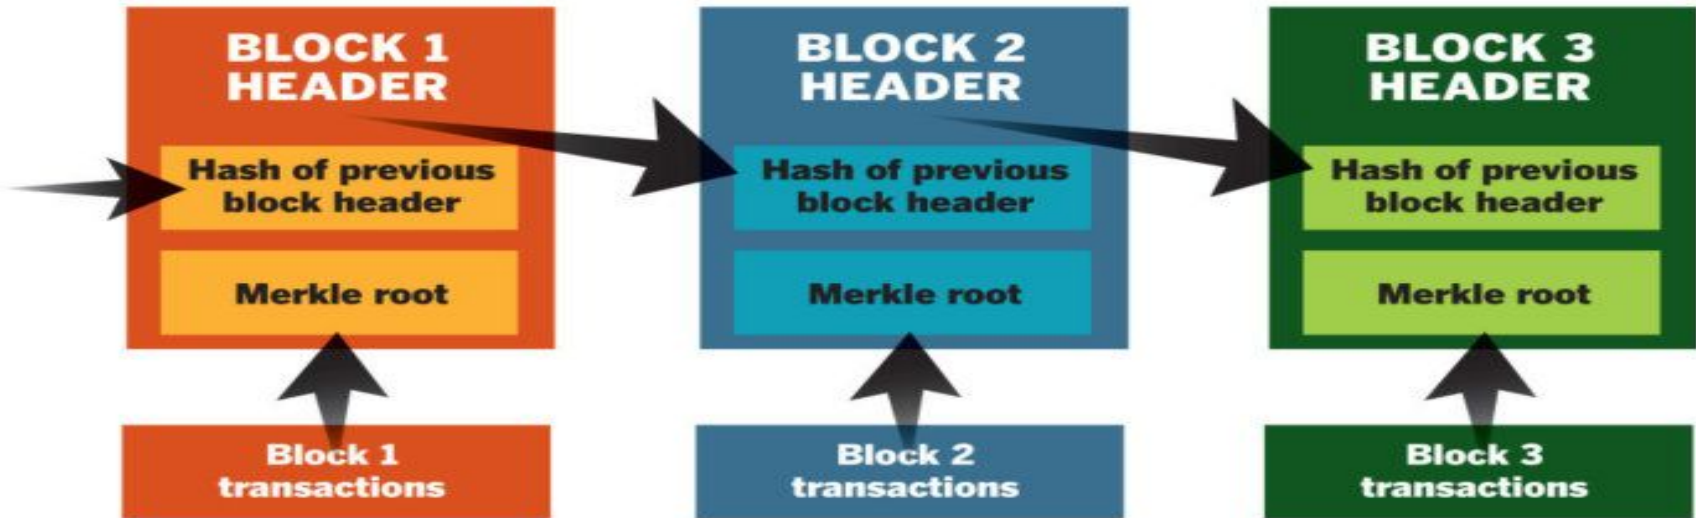 BLOCK 1
HEADER
Hash of previous
block header
Merkle root
Block 1
transactions
BLOCK 2
HEADER
Hash of previous
block header
Merkle root
Block 2
transactions
BLOCK 3
HEADER
Hash of previous
block header
Merkle root
Block 3
transactions